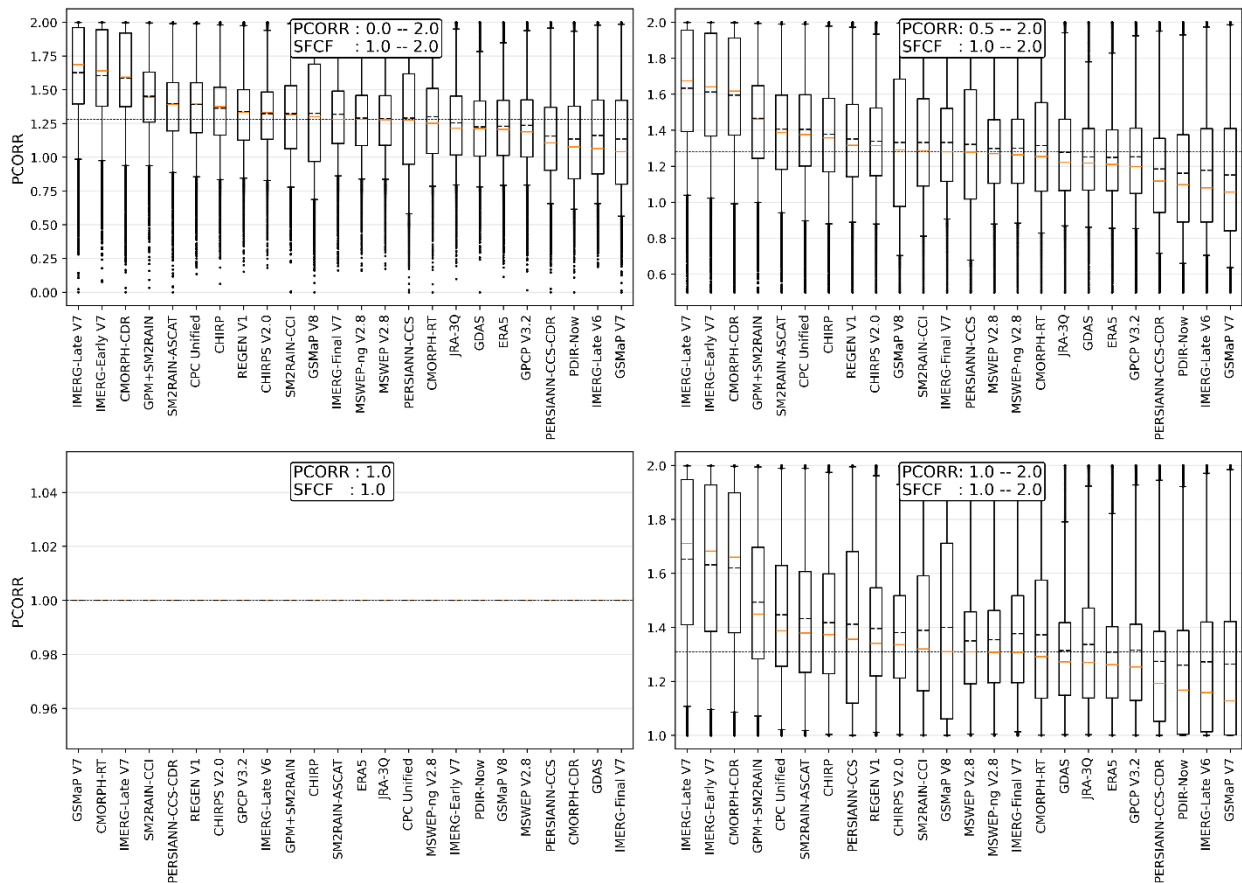 PCORR : 0.0 -- 2.0
SFCF : 1.0 -- 2.0
PCORR
2.00
1.75
1.50
1.25
1.00
0.75
0.50
0.25
0.00
IMERG-Late V7
IMERG-Early V7
CMORPH-CDR
GPM+SM2RAIN
SM2RAIN-ASCAT
CPC Unified
CHIRP
REGEN V1
CHIRPS V2.0
SM2RAIN-CCI
GSMaP V8
IMERG-Final V7
MSWEP-ng V2.8
MSWEP V2.8
PERSIANN-CCS
CMORPH-RT
JRA-3Q
GDAS
ERA5
GPCP V3.2
PERSIANN-CCS-CDR
PDIR-Now
IMERG-Late V6
GSMaP V7
PCORR : 0.5 -- 2.0
SFCF : 1.0 -- 2.0
2.0
1.8
1.6
1.4
1.2
1.0
0.8
0.6
IMERG-Late V7
IMERG-Early V7
CMORPH-CDR
GPM+SM2RAIN
SM2RAIN-ASCAT
CPC Unified
CHIRP
REGEN V1
CHIRPS V2.0
GSMaP V8
SM2RAIN-CCI
IMERG-Final V7
PERSIANN-CCS
MSWEP V2.8
MSWEP-ng V2.8
CMORPH-RT
JRA-3Q
GDAS
ERA5
GPCP V3.2
PERSIANN-CCS-CDR
PDIR-Now
IMERG-Late V6
GSMaP V7
PCORR : 1.0
SFCF : 1.0
PCORR
1.04
1.02
1.00
0.98
0.96
GSMaP V7
CMORPH-RT
IMERG-Late V7
SM2RAIN-CCI
PERSIANN-CCS-CDR
REGEN V1
CHIRPS V2.0
GPCP V3.2
IMERG-Late V6
GPM+SM2RAIN
CHIRP
SM2RAIN-ASCAT
ERA5
JRA-3Q
CPC Unified
MSWEP-ng V2.8
IMERG-Early V7
PDIR-Now
GSMaP V8
MSWEP V2.8
PERSIANN-CCS
CMORPH-CDR
GDAS
IMERG-Final V7
PCORR: 1.0 -- 2.0
SFCF : 1.0 -- 2.0
2.0
1.8
1.6
1.4
1.2
1.0
IMERG-Late V7
IMERG-Early V7
CMORPH-CDR
GPM+SM2RAIN
CPC Unified
SM2RAIN-ASCAT
CHIRP
PERSIANN-CCS
REGEN V1
CHIRPS V2.0
SM2RAIN-CCI
GSMaP V8
MSWEP V2.8
MSWEP-ng V2.8
IMERG-Final V7
CMORPH-RT
GDAS
JRA-3Q
ERA5
GPCP V3.2
PERSIANN-CCS-CDR
PDIR-Now
IMERG-Late V6
GSMaP V7